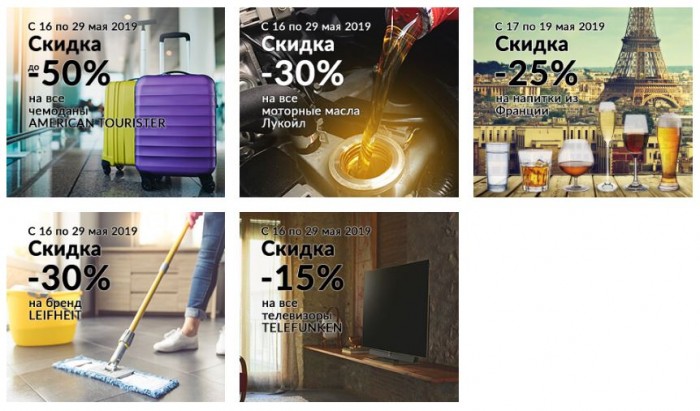 С 16 по 29 мая 2019
Скидка
до -50%
на все
чемоданы
AMERICAN TOURISTER
С 16 по 29 мая 2019
Скидка
-30%
на все
моторные масла
Лукойл
С 17 по 19 мая 2019
Скидка
-25%
на напитки из
Франции
С 16 по 29 мая 2019
Скидка
-30%
на бренд
LEIFHEIT
С 16 по 29 мая 2019
Скидка
-15%
на все
телевизоры
TELEFUNKEN